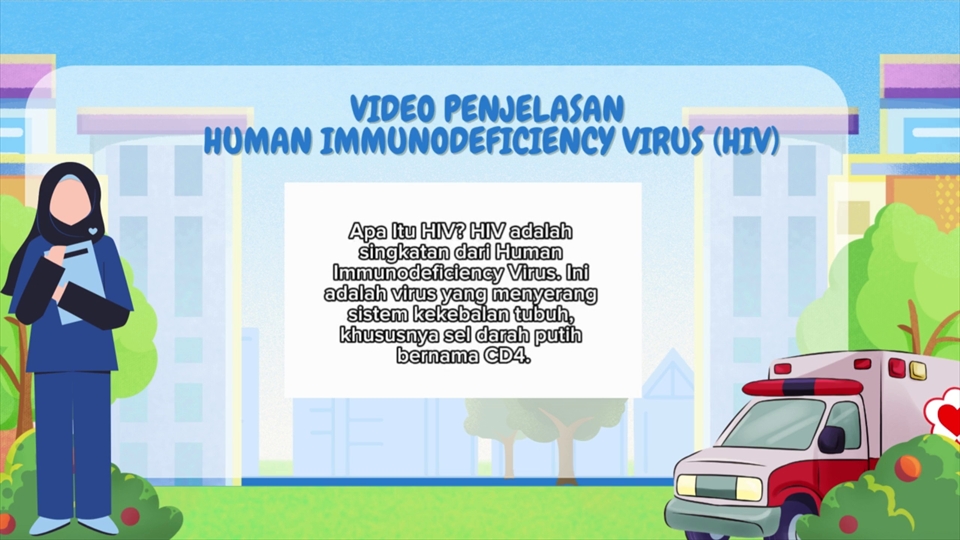 VIDEO PENJELASAN
HUMAN IMMUNODEFICIENCY VIRUS (HIV)
Apa Itu HIV? HIV adalah
singkatan dari Human
Immunodeficiency Virus. Ini
adalah virus yang menyerang
sistem kekebalan tubuh,
khususnya sel darah putih
bernama CD4.